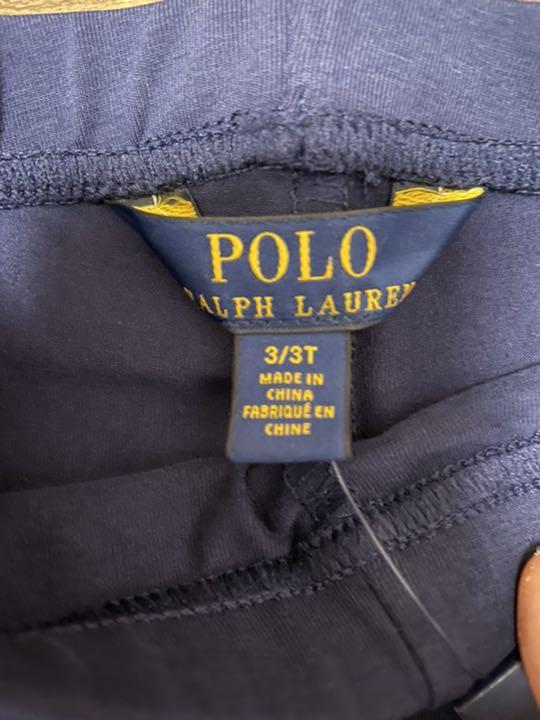 POLO
RALPH LAUREN
3/3T
MADE IN
CHINA
FABRIQUÉ EN
CHINE